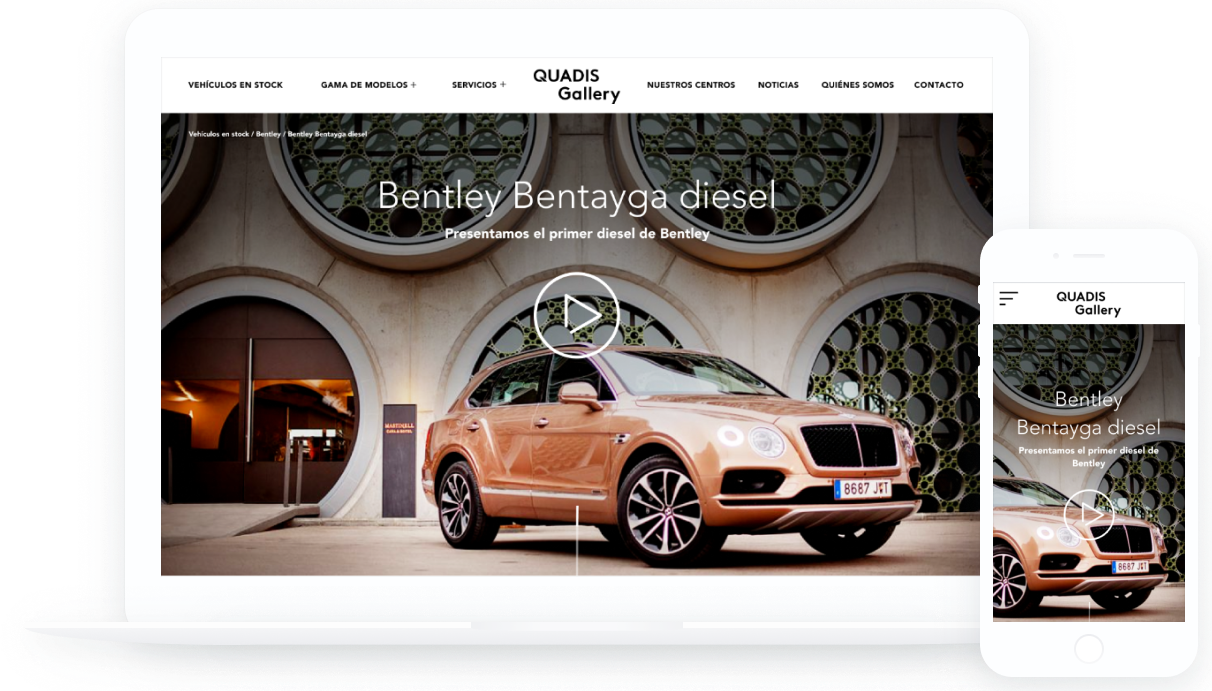 VEHÍCULOS EN STOCK
GAMA DE MODELOS +
SERVICIOS +
QUADIS
Gallery
NUESTROS CENTROS
NOTICIAS
QUIÉNES SOMOS
CONTACTO
Vehículos en stock / Bentley / Bentley Bentayga diesel
Bentley Bentayga diesel
Presentamos el primer diesel de Bentley
MARTINELL
8687 JVT
QUADIS
Gallery
Bentley
Bentayga diesel
Presentamos el primer diesel de
Bentley
8687 JVT